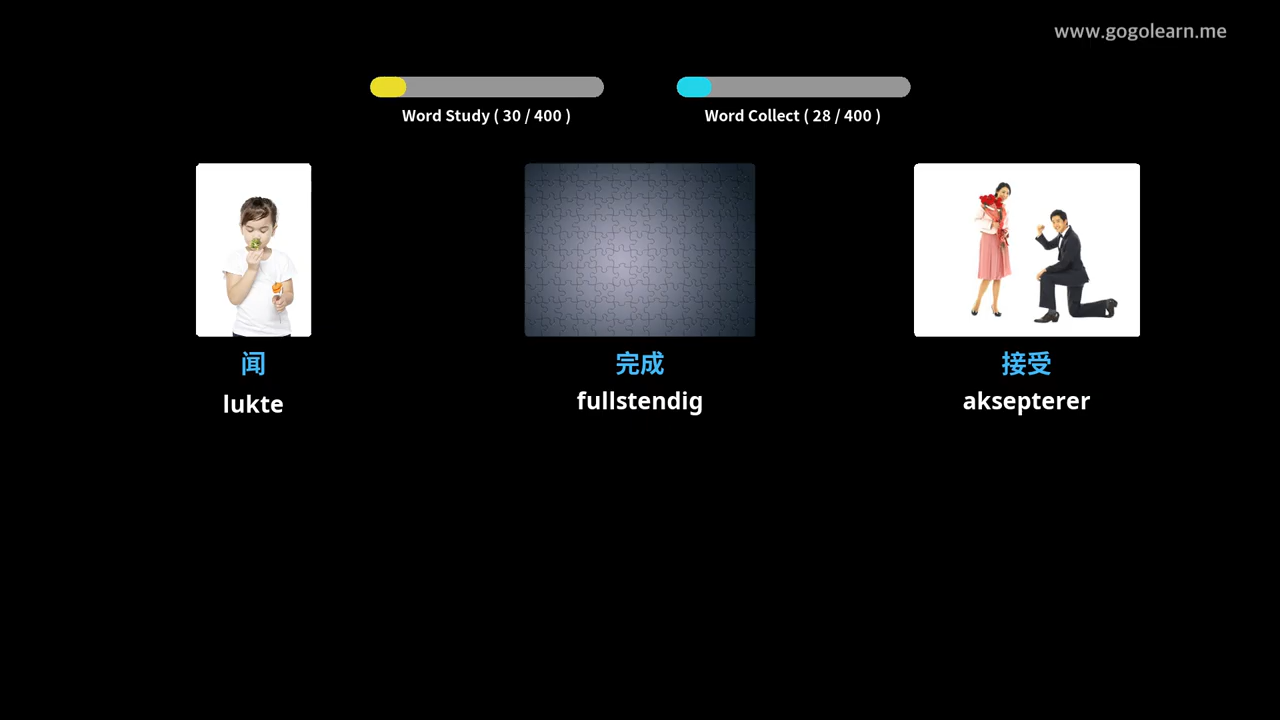 www.gogolearn.me
Word Study ( 30 / 400 )
Word Collect ( 28 / 400 )
闻
完成
接受
lukte
fullstendig
aksepterer